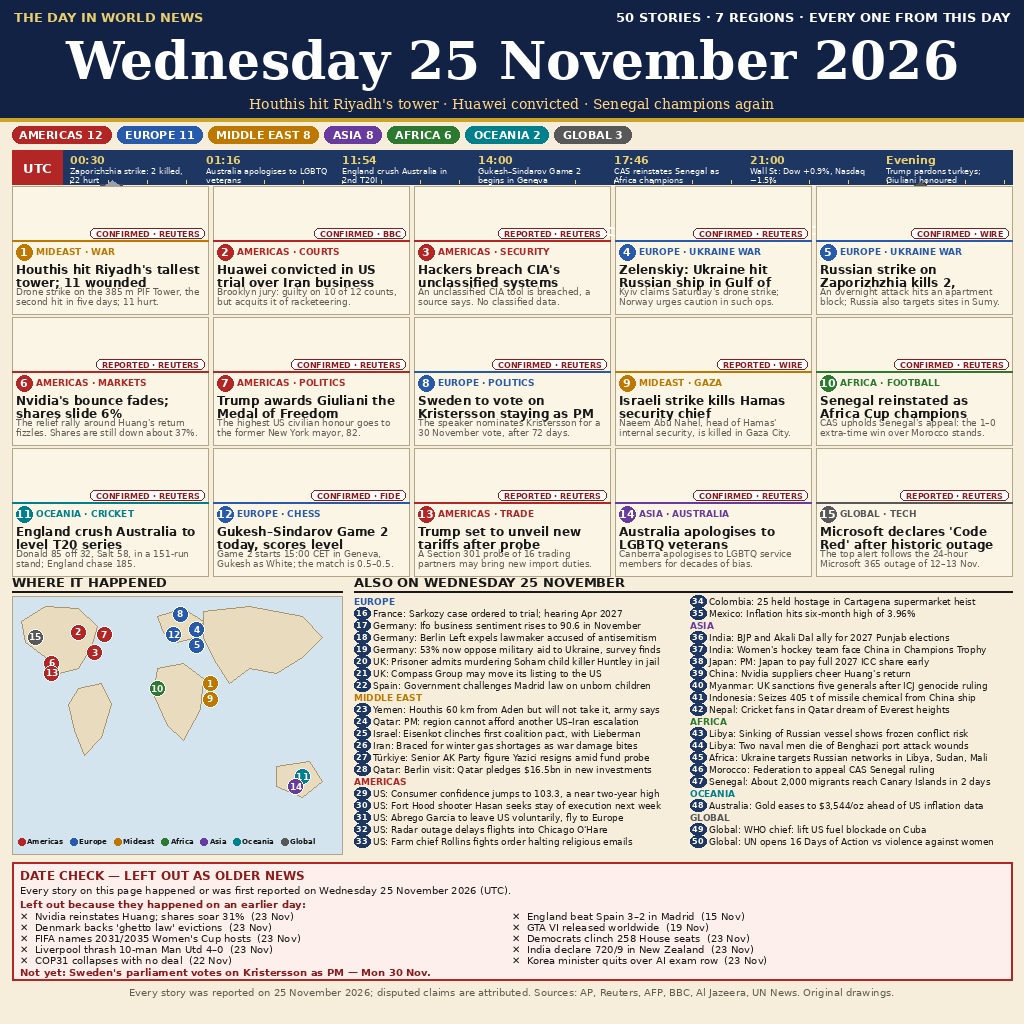 THE DAY IN WORLD NEWS
50 STORIES · 7 REGIONS · EVERY ONE FROM THIS DAY
Wednesday 25 November 2026
Houthis hit Riyadh's tower · Huawei convicted · Senegal champions again
AMERICAS 12
EUROPE 11
MIDDLE EAST 8
ASIA 8
AFRICA 6
OCEANIA 2
GLOBAL 3
UTC
00:30
Zaporizhzhia strike: 2 killed,
22 hurt
01:16
Australia apologises to LGBTQ
veterans
11:54
England crush Australia in
2nd T20I
14:00
Gukesh–Sindarov Game 2
begins in Geneva
17:46
CAS reinstates Senegal as
Africa champions
21:00
Wall St: Dow +0.9%, Nasdaq
−1.5%
Evening
Trump pardons turkeys;
Giuliani honoured
CONFIRMED · REUTERS
1 MIDEAST · WAR
Houthis hit Riyadh's tallest
tower; 11 wounded
Drone strike on the 385 m PIF Tower, the
second hit in five days; 11 hurt.
CONFIRMED · BBC
2 AMERICAS · COURTS
Huawei convicted in US
trial over Iran business
Brooklyn jury: guilty on 10 of 12 counts,
but acquits it of racketeering.
REPORTED · REUTERS
3 AMERICAS · SECURITY
Hackers breach CIA's
unclassified systems
An unclassified CIA tool is breached, a
source says. No classified data.
CONFIRMED · REUTERS
4 EUROPE · UKRAINE WAR
Zelenskiy: Ukraine hit
Russian ship in Gulf of
Kyiv claims Saturday's drone strike;
Norway urges caution in such ops.
CONFIRMED · WIRE
5 EUROPE · UKRAINE WAR
Russian strike on
Zaporizhzhia kills 2,
An overnight attack hits an apartment
block; Russia also targets sites in Sumy.
REPORTED · REUTERS
6 AMERICAS · MARKETS
Nvidia's bounce fades;
shares slide 6%
The relief rally around Huang's return
fizzles. Shares are still down about 37%.
CONFIRMED · REUTERS
7 AMERICAS · POLITICS
Trump awards Giuliani the
Medal of Freedom
The highest US civilian honour goes to
the former New York mayor, 82.
CONFIRMED · REUTERS
8 EUROPE · POLITICS
Sweden to vote on
Kristersson staying as PM
The speaker nominates Kristersson for a
30 November vote, after 72 days.
REPORTED · WIRE
9 MIDEAST · GAZA
Israeli strike kills Hamas
security chief
Naeem Abu Nahel, head of Hamas'
internal security, is killed in Gaza City.
CONFIRMED · REUTERS
10 AFRICA · FOOTBALL
Senegal reinstated as
Africa Cup champions
CAS upholds Senegal's appeal: the 1–0
extra-time win over Morocco stands.
CONFIRMED · REUTERS
11 OCEANIA · CRICKET
England crush Australia to
level T20 series
Donald 85 off 32, Salt 58, in a 151-run
stand; England chase 185.
CONFIRMED · FIDE
12 EUROPE · CHESS
Gukesh–Sindarov Game 2
today, scores level
Game 2 starts 15:00 CET in Geneva,
Gukesh as White; the match is 0.5–0.5.
REPORTED · REUTERS
13 AMERICAS · TRADE
Trump set to unveil new
tariffs after probe
A Section 301 probe of 16 trading
partners may bring new import duties.
CONFIRMED · REUTERS
14 ASIA · AUSTRALIA
Australia apologises to
LGBTQ veterans
Canberra apologises to LGBTQ service
members for decades of bias.
REPORTED · REUTERS
15 GLOBAL · TECH
Microsoft declares 'Code
Red' after historic outage
The top alert follows the 24-hour
Microsoft 365 outage of 12–13 Nov.
WHERE IT HAPPENED
15
2
7
3
6
13
8
12
4
5
10
1
9
11
14
Americas Europe Mideast Africa Asia Oceania Global
ALSO ON WEDNESDAY 25 NOVEMBER
EUROPE
16 France: Sarkozy case ordered to trial; hearing Apr 2027
17 Germany: Ifo business sentiment rises to 90.6 in November
18 Germany: Berlin Left expels lawmaker accused of antisemitism
19 Germany: 53% now oppose military aid to Ukraine, survey finds
20 UK: Prisoner admits murdering Soham child killer Huntley in jail
21 UK: Compass Group may move its listing to the US
22 Spain: Government challenges Madrid law on unborn children
MIDDLE EAST
23 Yemen: Houthis 60 km from Aden but will not take it, army says
24 Qatar: PM: region cannot afford another US–Iran escalation
25 Israel: Eisenkot clinches first coalition pact, with Lieberman
26 Iran: Braced for winter gas shortages as war damage bites
27 Türkiye: Senior AK Party figure Yazici resigns amid fund probe
28 Qatar: Berlin visit: Qatar pledges $16.5bn in new investments
AMERICAS
29 US: Consumer confidence jumps to 103.3, a near two-year high
30 US: Fort Hood shooter Hasan seeks stay of execution next week
31 US: Abrego Garcia to leave US voluntarily, fly to Europe
32 US: Radar outage delays flights into Chicago O'Hare
33 US: Farm chief Rollins fights order halting religious emails
34 Colombia: 25 held hostage in Cartagena supermarket heist
35 Mexico: Inflation hits six-month high of 3.96%
ASIA
36 India: BJP and Akali Dal ally for 2027 Punjab elections
37 India: Women's hockey team face China in Champions Trophy
38 Japan: PM: Japan to pay full 2027 ICC share early
39 China: Nvidia suppliers cheer Huang's return
40 Myanmar: UK sanctions five generals after ICJ genocide ruling
41 Indonesia: Seizes 405 t of missile chemical from China ship
42 Nepal: Cricket fans in Qatar dream of Everest heights
AFRICA
43 Libya: Sinking of Russian vessel shows frozen conflict risk
44 Libya: Two naval men die of Benghazi port attack wounds
45 Africa: Ukraine targets Russian networks in Libya, Sudan, Mali
46 Morocco: Federation to appeal CAS Senegal ruling
47 Senegal: About 2,000 migrants reach Canary Islands in 2 days
OCEANIA
48 Australia: Gold eases to $3,544/oz ahead of US inflation data
GLOBAL
49 Global: WHO chief: lift US fuel blockade on Cuba
50 Global: UN opens 16 Days of Action vs violence against women
DATE CHECK — LEFT OUT AS OLDER NEWS
Every story on this page happened or was first reported on Wednesday 25 November 2026 (UTC).
Left out because they happened on an earlier day:
✕ Nvidia reinstates Huang; shares soar 31% (23 Nov)
✕ Denmark backs 'ghetto law' evictions (23 Nov)
✕ FIFA names 2031/2035 Women's Cup hosts (23 Nov)
✕ Liverpool thrash 10-man Man Utd 4–0 (23 Nov)
✕ COP31 collapses with no deal (22 Nov)
✕ England beat Spain 3–2 in Madrid (15 Nov)
✕ GTA VI released worldwide (19 Nov)
✕ Democrats clinch 258 House seats (23 Nov)
✕ India declare 720/9 in New Zealand (23 Nov)
✕ Korea minister quits over AI exam row (23 Nov)
Not yet: Sweden's parliament votes on Kristersson as PM — Mon 30 Nov.
Every story was reported on 25 November 2026; disputed claims are attributed. Sources: AP, Reuters, AFP, BBC, Al Jazeera, UN News. Original drawings.